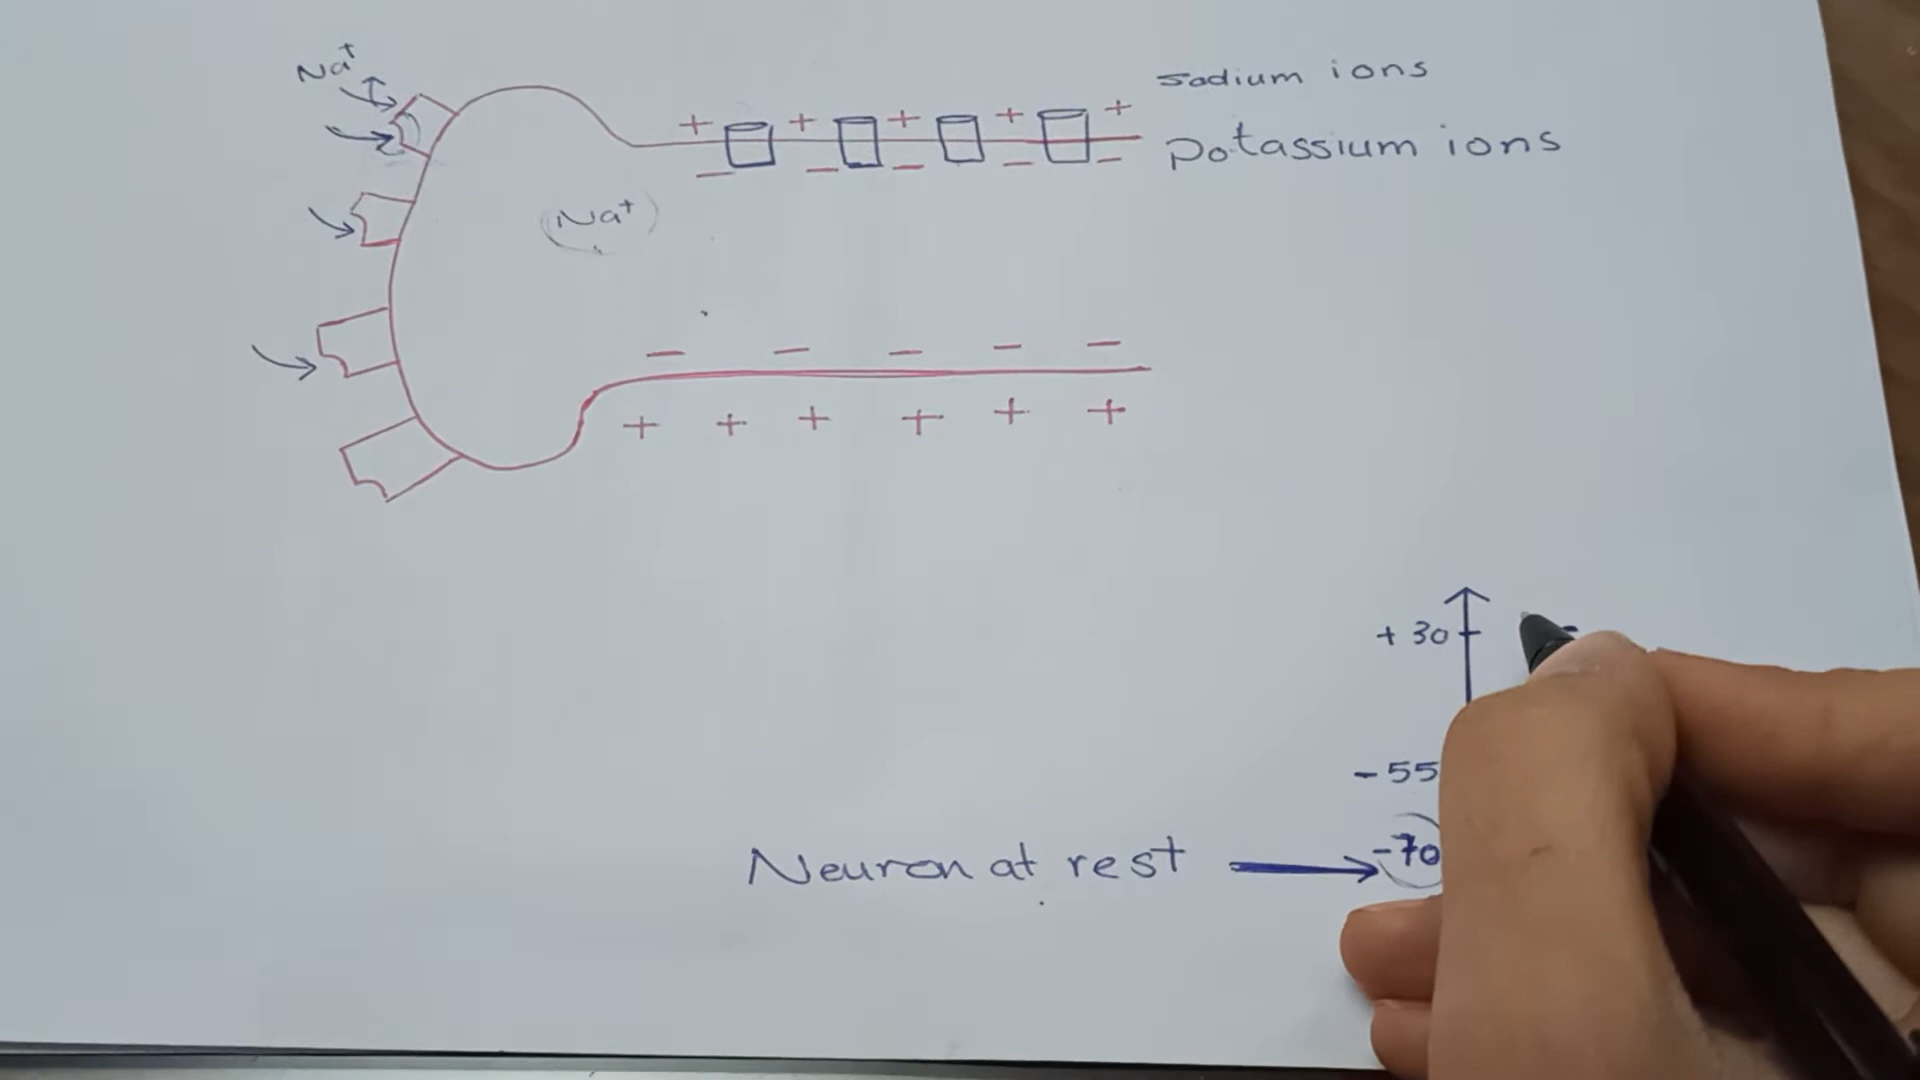 Na+
Sodium ions
+ + + + +
Potassium ions
- - - - -
Na+
- - - - -
+ + + + + +
+ 30
- 55
Neuron at rest → -70